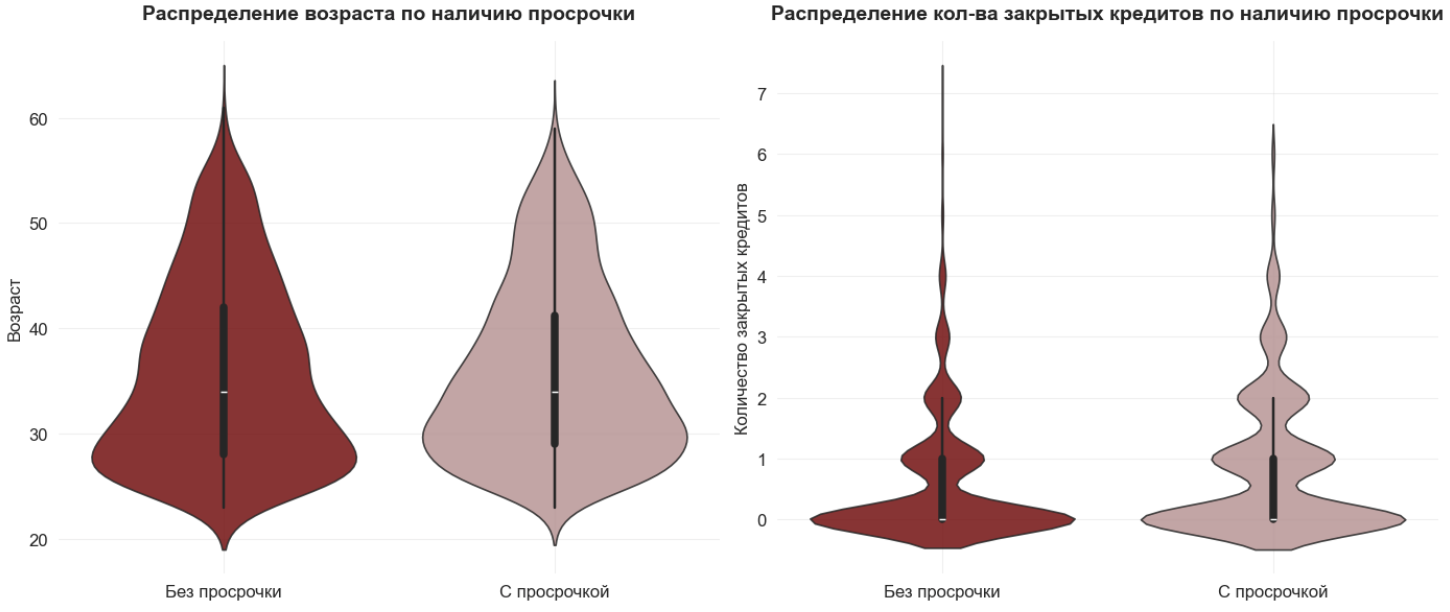 Распределение возраста по наличию просрочки
Возраст
60
50
40
30
20
Без просрочки
С просрочкой
Распределение кол-ва закрытых кредитов по наличию просрочки
Количество закрытых кредитов
7
6
5
4
3
2
1
0
Без просрочки
С просрочкой